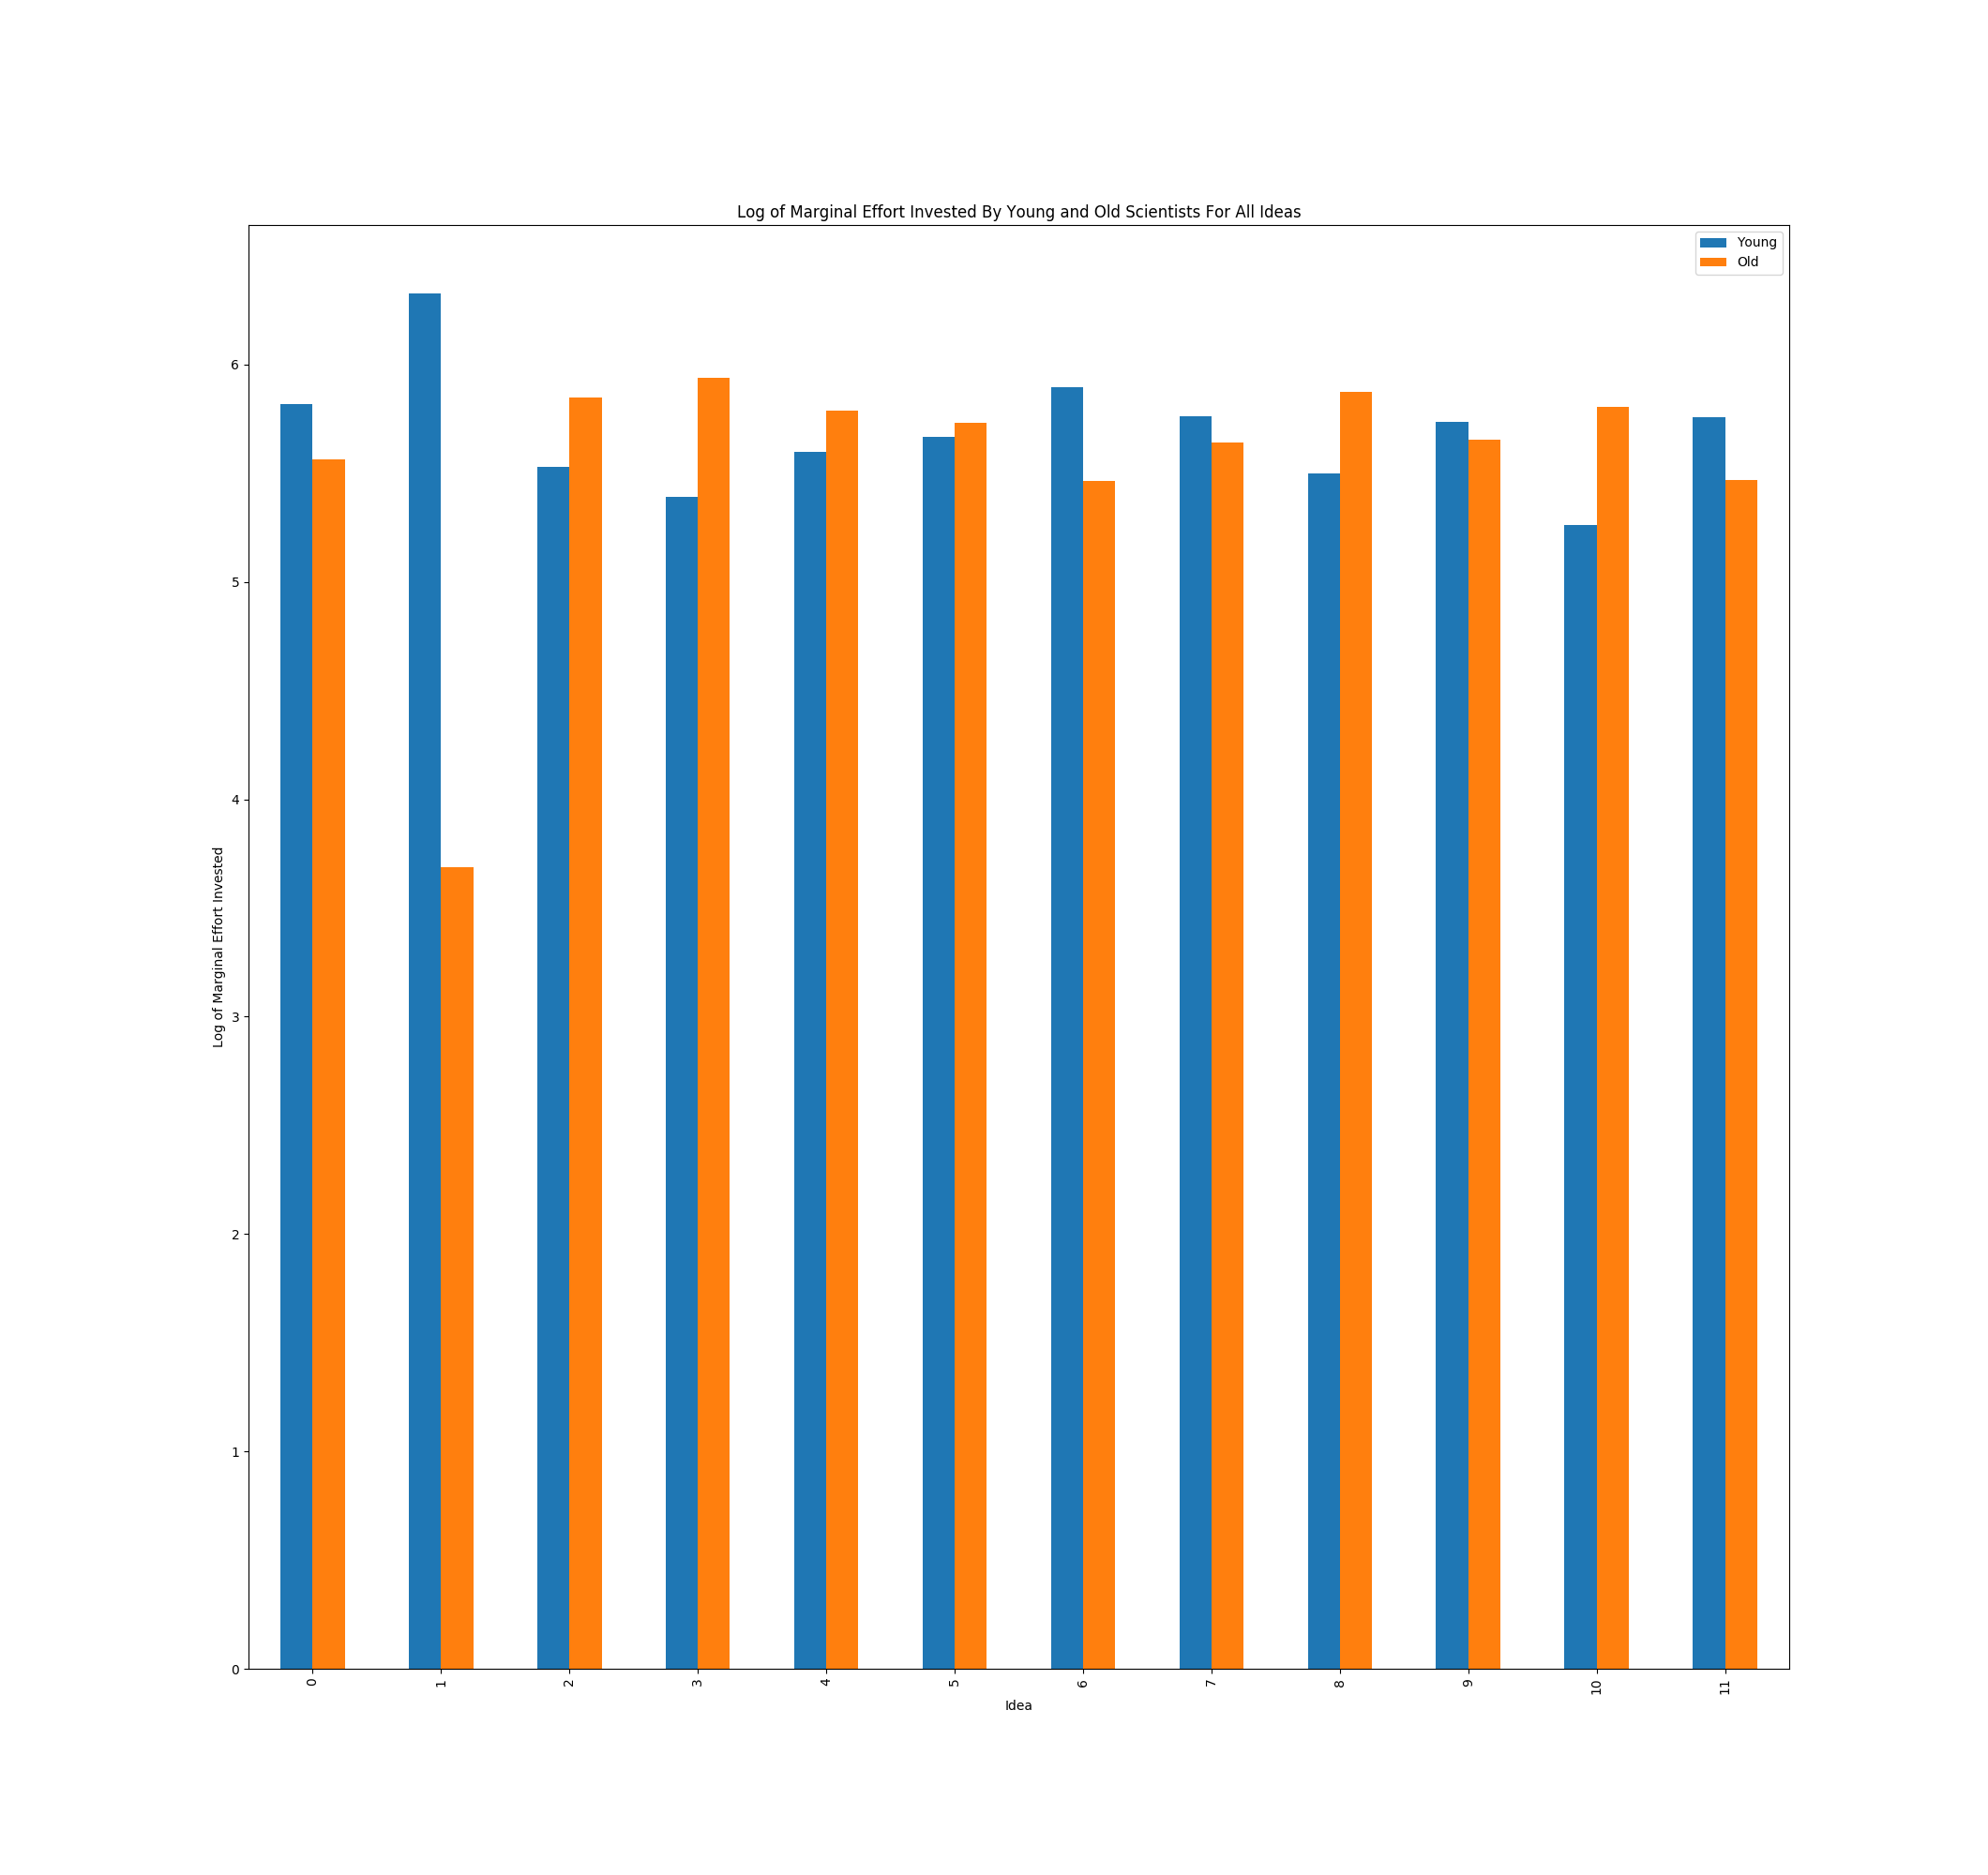 Log of Marginal Effort Invested By Young and Old Scientists For All Ideas
Young
Old
Log of Marginal Effort Invested
6
5
4
3
2
1
0
0 1 2 3 4 5 6 7 8 9 10 11
Idea